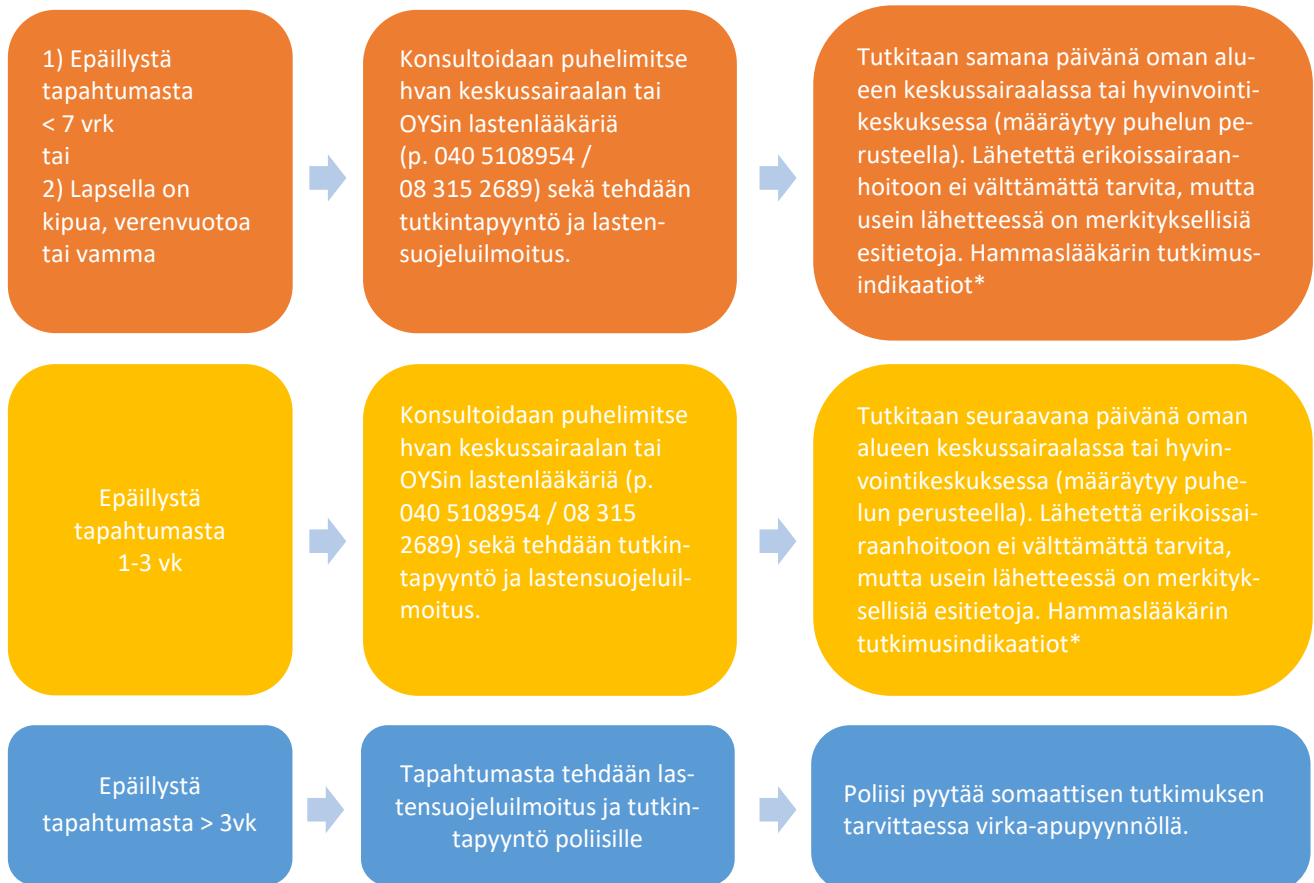 1) Epäillystä
tapahtumasta
< 7 vrk
tai
2) Lapsella on
kipua, verenvuotoa
tai vamma
Konsultoidaan puhelimitse
hvan keskussairaalan tai
OYSin lastenlääkäriä
(p. 040 5108954 /
08 315 2689) sekä tehdään
tutkintapyyntö ja lasten-
suojeluilmoitus.
Tutkitaan samana päivänä oman alu-
een keskussairaalassa tai hyvinvointi-
keskuksessa (määräytyy puhelun pe-
rusteella). Lähetettä erikoissairaan-
hoitoon ei välttämättä tarvita, mutta
usein lähetteessä on merkityksellisiä
esitietoja. Hammaslääkärin tutkimus-
indikaatiot*
Epäillystä
tapahtumasta
1-3 vk
Konsultoidaan puhelimitse
hvan keskussairaalan tai
OYSin lastenlääkäriä (p.
040 5108954 / 08 315
2689) sekä tehdään tutkin-
tapyyntö ja lastensuojeluil-
moitus.
Tutkitaan seuraavana päivänä oman
alueen keskussairaalassa tai hyvin-
vointikeskuksessa (määräytyy puhe-
lun perusteella). Lähetettä erikoissai-
raanhoitoon ei välttämättä tarvita,
mutta usein lähetteessä on merkityk-
sellisiä esitietoja. Hammaslääkärin
tutkimusindikaatiot*
Epäillystä
tapahtumasta > 3vk
Tapahtumasta tehdään las-
tensuojeluilmoitus ja tutkin-
tapyyntö poliisille
Poliisi pyytää somaattisen tutkimuksen
tarvittaessa virka-apupyynnöllä.